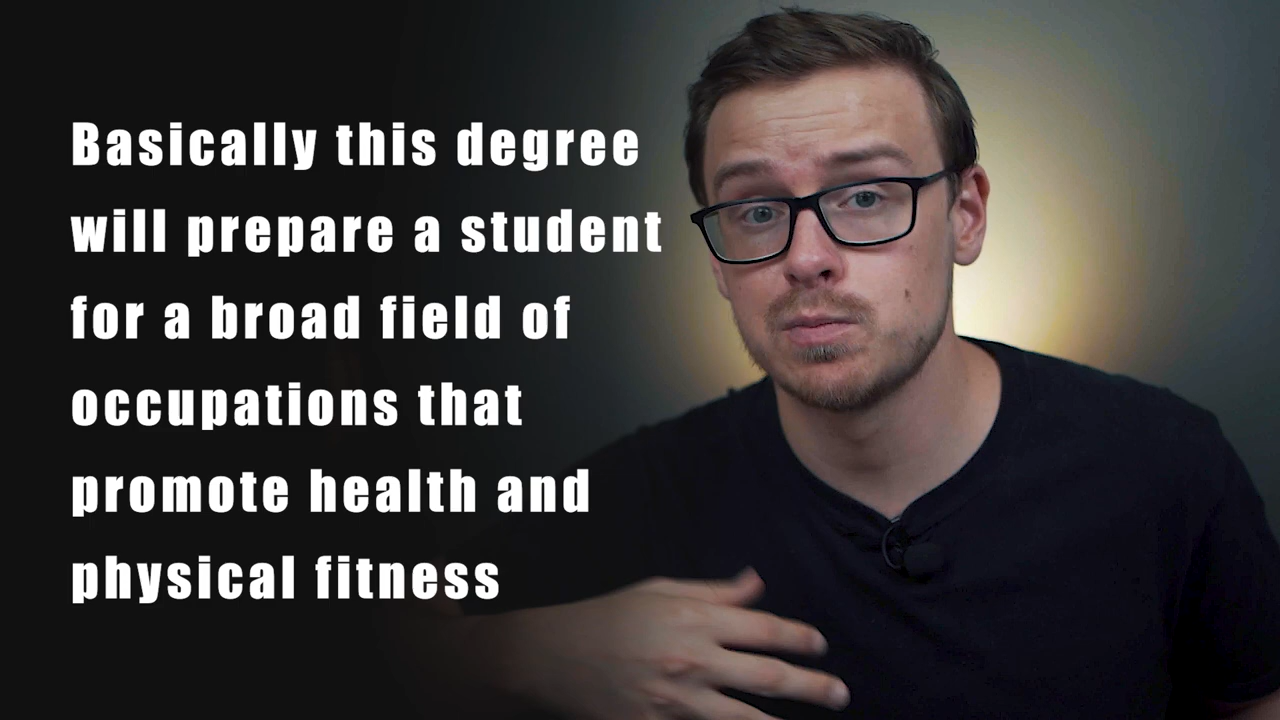 Basically this degree
will prepare a student
for a broad field of
occupations that
promote health and
physical fitness